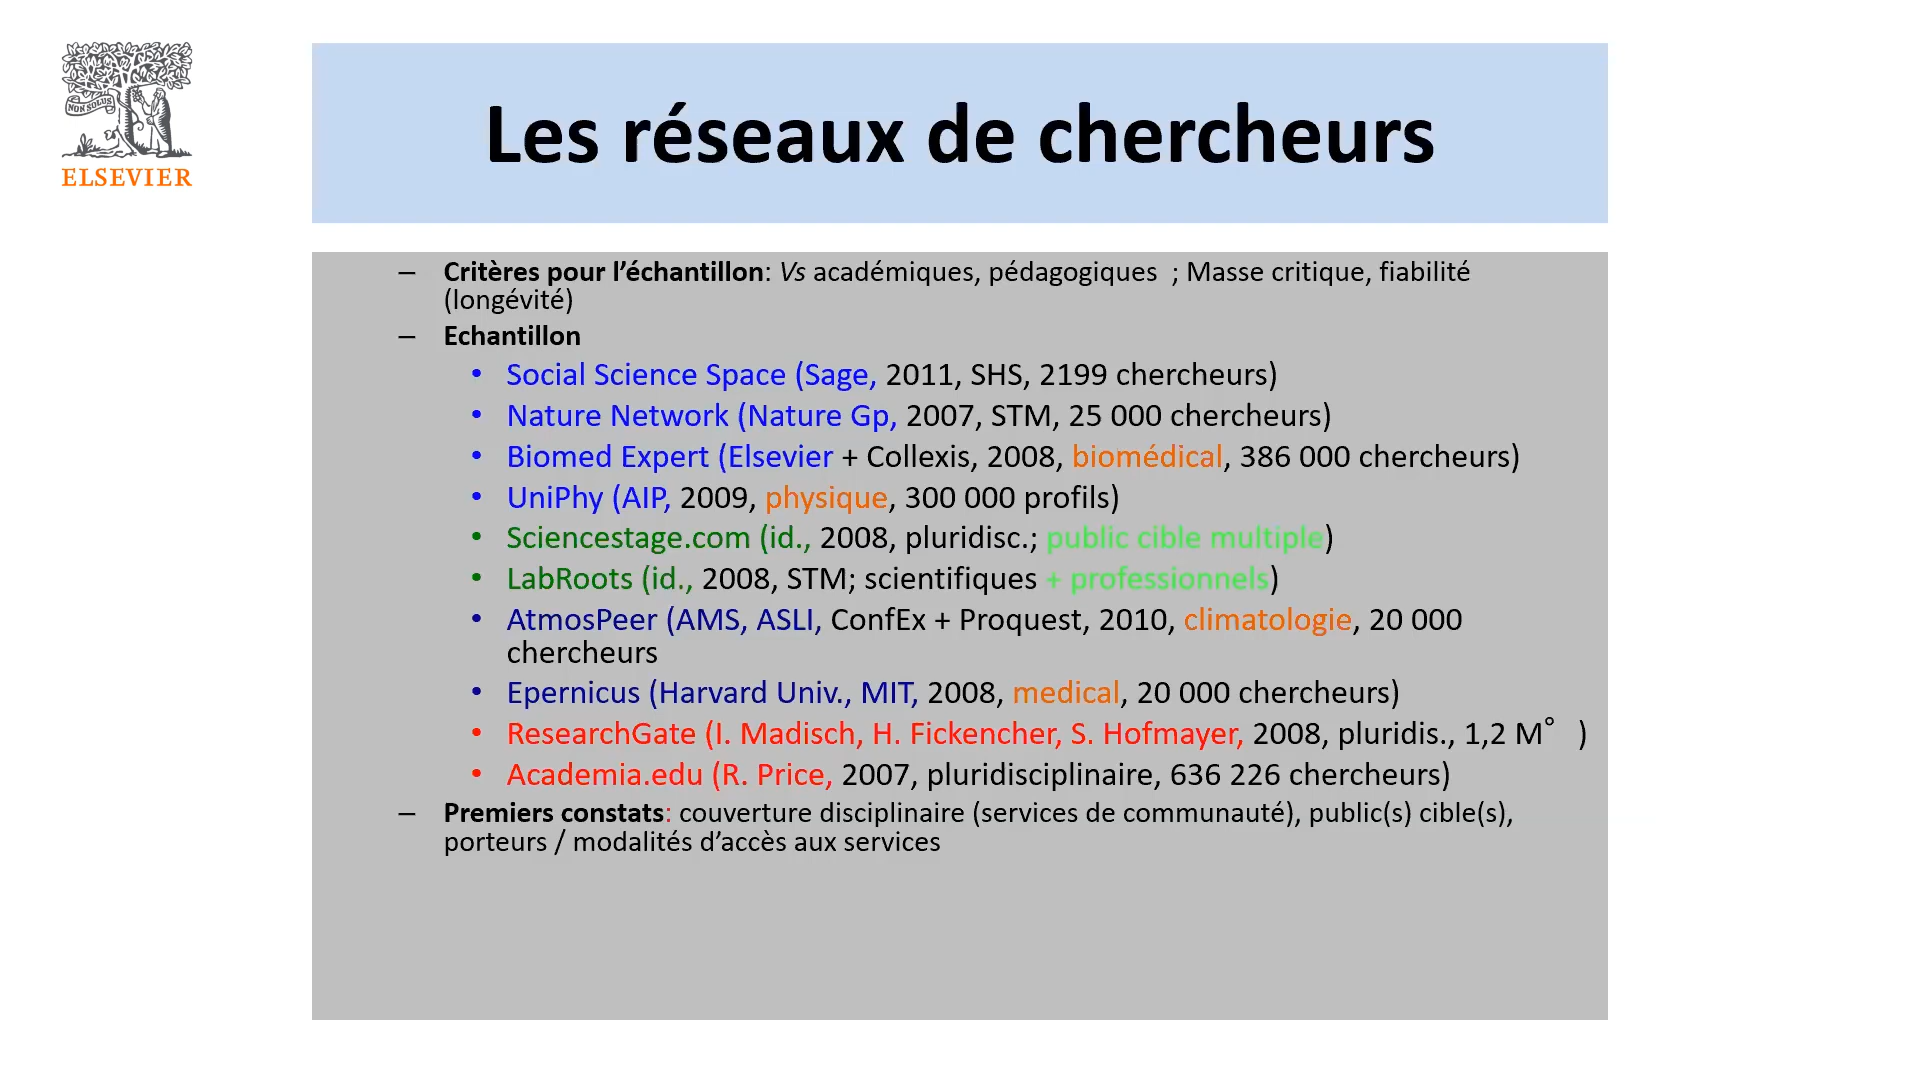 NON SOLUS
ELSEVIER
Les réseaux de chercheurs
– Critères pour l’échantillon: Vs académiques, pédagogiques ; Masse critique, fiabilité
(longévité)
– Echantillon
• Social Science Space (Sage, 2011, SHS, 2199 chercheurs)
• Nature Network (Nature Gp, 2007, STM, 25 000 chercheurs)
• Biomed Expert (Elsevier + Collexis, 2008, biomédical, 386 000 chercheurs)
• UniPhy (AIP, 2009, physique, 300 000 profils)
• Sciencestage.com (id., 2008, pluridisc.; public cible multiple)
• LabRoots (id., 2008, STM; scientifiques + professionnels)
• AtmosPeer (AMS, ASLI, ConfEx + Proquest, 2010, climatologie, 20 000
chercheurs
• Epernicus (Harvard Univ., MIT, 2008, medical, 20 000 chercheurs)
• ResearchGate (I. Madisch, H. Fickencher, S. Hofmayer, 2008, pluridis., 1,2 M° )
• Academia.edu (R. Price, 2007, pluridisciplinaire, 636 226 chercheurs)
– Premiers constats: couverture disciplinaire (services de communauté), public(s) cible(s),
porteurs / modalités d’accès aux services